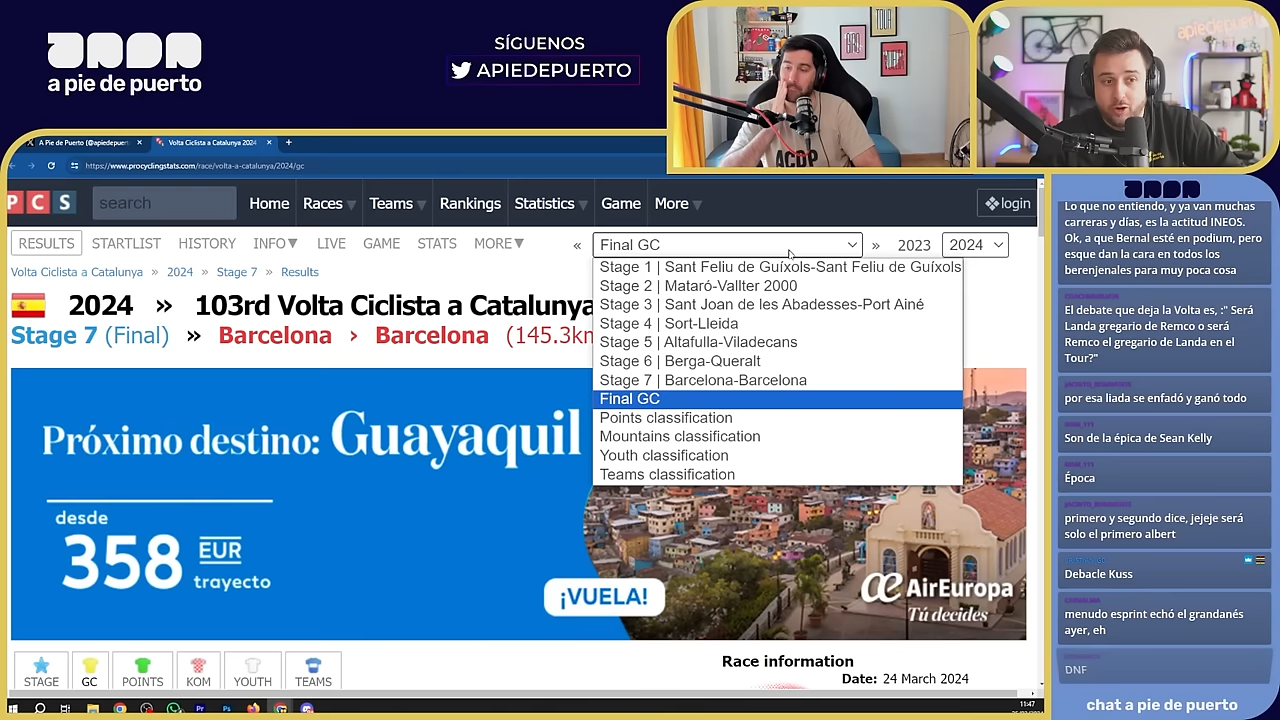 a pie de puerto
SÍGUENOS
APIEDEPUERTO
ACDP
apiedepuerto
A Pie de Puerto (@apiedepuert
Volta Ciclista a Catalunya 2024
https://www.procyclingstats.com/race/volta-a-catalunya/2024/gc
P C S
search
Home
Races
Teams
Rankings
Statistics
Game
More
login
RESULTS
STARTLIST
HISTORY
INFO
LIVE
GAME
STATS
MORE
«
Final GC
»
2023
2024
Volta Ciclista a Catalunya » 2024 » Stage 7 » Results
2024 » 103rd Volta Ciclista a Catalunya
Stage 7 (Final) » Barcelona › Barcelona (145.3km
Stage 1 | Sant Feliu de Guíxols-Sant Feliu de Guíxols
Stage 2 | Mataró-Vallter 2000
Stage 3 | Sant Joan de les Abadesses-Port Ainé
Stage 4 | Sort-Lleida
Stage 5 | Altafulla-Viladecans
Stage 6 | Berga-Queralt
Stage 7 | Barcelona-Barcelona
Final GC
Points classification
Mountains classification
Youth classification
Teams classification
Próximo destino: Guayaquil
desde
358 EUR
trayecto
¡VUELA!
AirEuropa
Tú decides
STAGE
GC
POINTS
KOM
YOUTH
TEAMS
Race information
Date: 24 March 2024
11:47
Lo que no entiendo, y ya van muchas
carreras y días, es la actitud INEOS.
Ok, a que Bernal esté en podium, pero
esque dan la cara en todos los
berenjenales para muy poca cosa
El debate que deja la Volta es, :" Será
Landa gregario de Remco o será
Remco el gregario de Landa en el
Tour?"
por esa liada se enfadó y ganó todo
Son de la épica de Sean Kelly
Época
primero y segundo dice, jejeje será
solo el primero albert
Debacle Kuss
menudo esprint echó el grandanés
ayer, eh
DNF
chat a pie de puerto